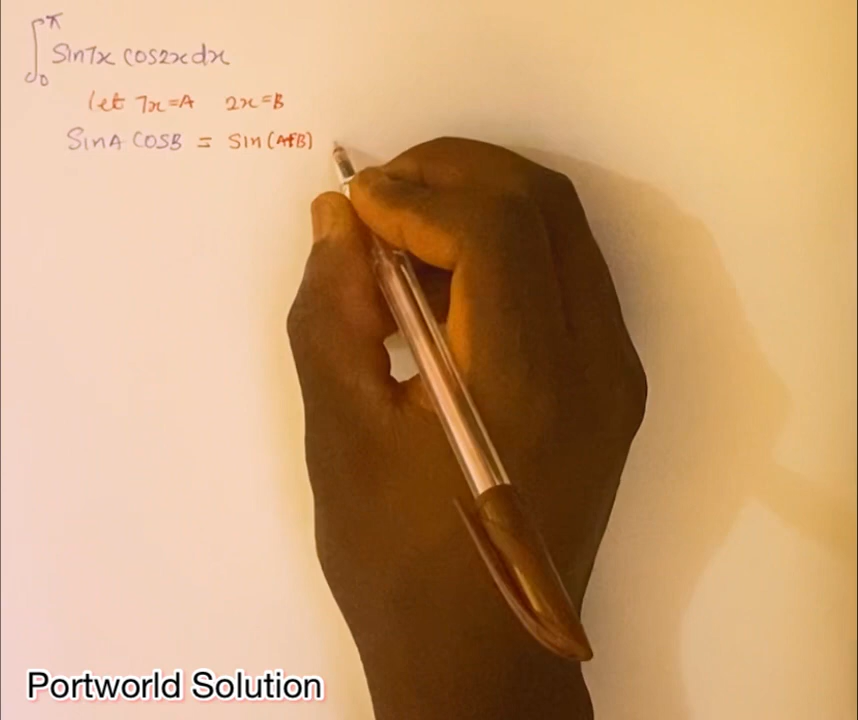 ∫₀^π Sin7x cos2x dx
let 7x=A 2x=B
SinA COSB = Sin(A+B)
Portworld Solution